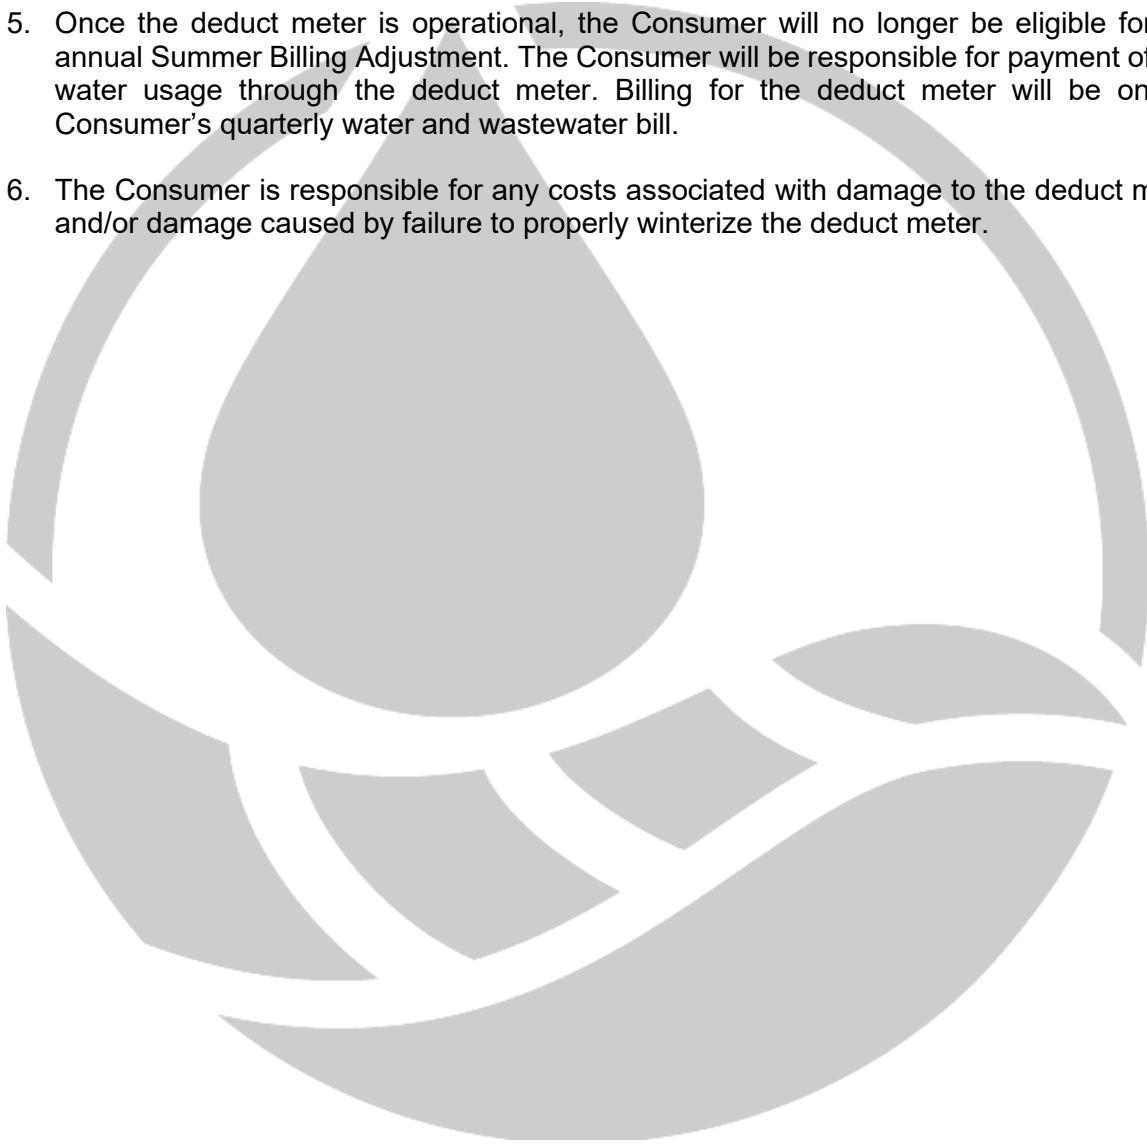 5. Once the deduct meter is operational, the Consumer will no longer be eligible for
annual Summer Billing Adjustment. The Consumer will be responsible for payment of
water usage through the deduct meter. Billing for the deduct meter will be on
Consumer’s quarterly water and wastewater bill.
6. The Consumer is responsible for any costs associated with damage to the deduct
and/or damage caused by failure to properly winterize the deduct meter.